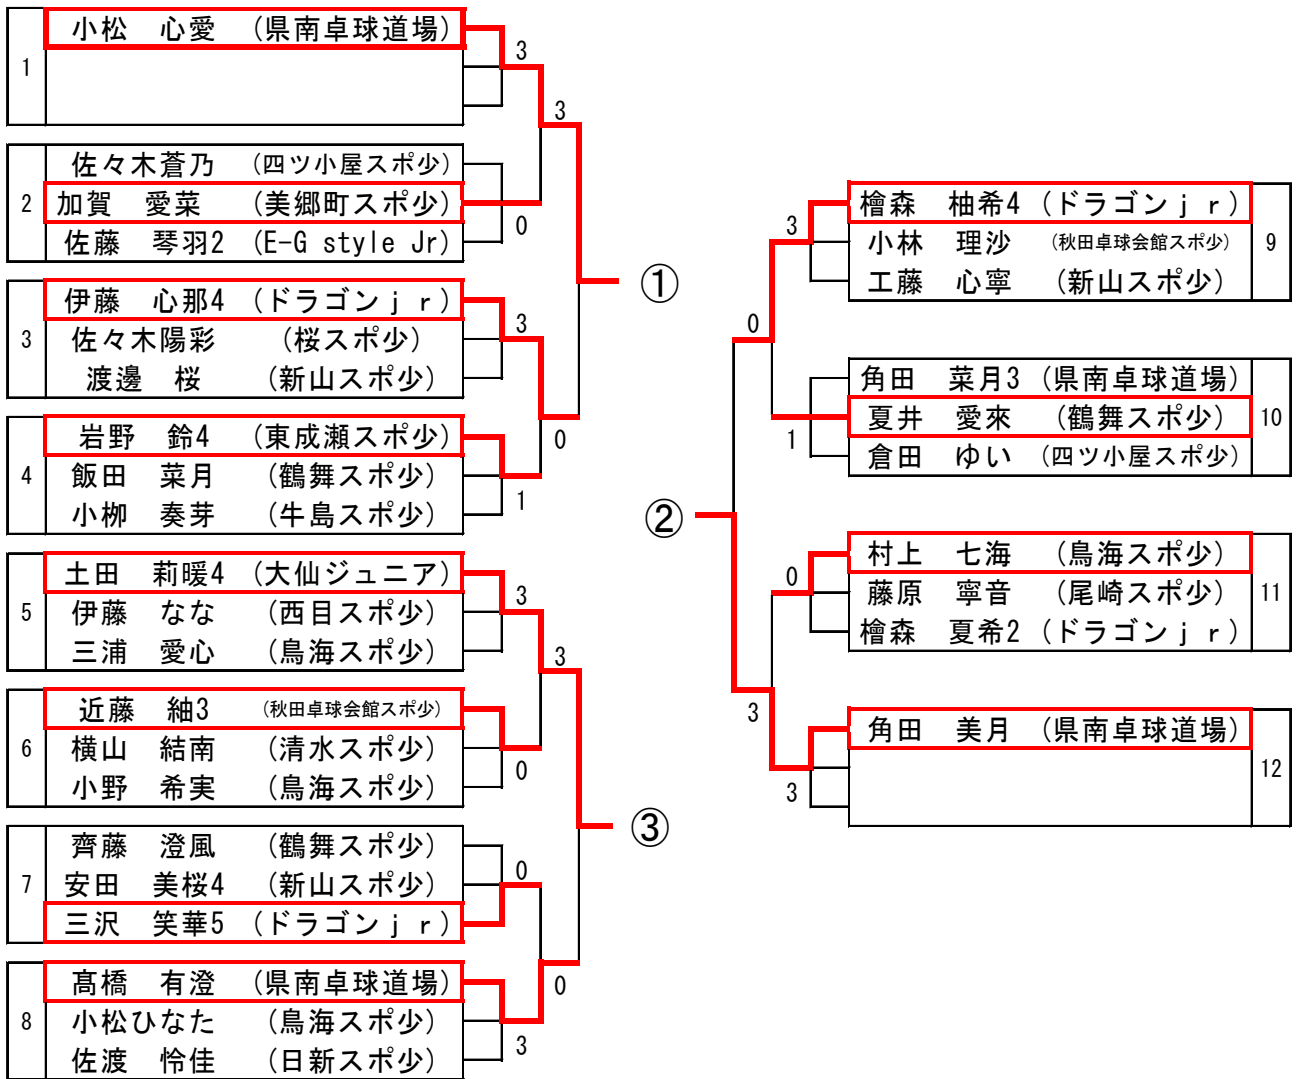 1
小松 心愛 (県南卓球道場)
3
3
2
佐々木蒼乃 (四ツ小屋スポ少)
加賀 愛菜 (美郷町スポ少)
佐藤 琴羽2 (E-G style Jr)
0
①
3
伊藤 心那4 (ドラゴンjr)
佐々木陽彩 (桜スポ少)
渡邊 桜 (新山スポ少)
3
0
4
岩野 鈴4 (東成瀬スポ少)
飯田 菜月 (鶴舞スポ少)
小栁 奏芽 (牛島スポ少)
1
5
土田 莉暖4 (大仙ジュニア)
伊藤 なな (西目スポ少)
三浦 愛心 (鳥海スポ少)
3
3
6
近藤 紬3 (秋田卓球会館スポ少)
横山 結南 (清水スポ少)
小野 希実 (鳥海スポ少)
0
③
7
齊藤 澄風 (鶴舞スポ少)
安田 美桜4 (新山スポ少)
三沢 笑華5 (ドラゴンjr)
0
0
8
髙橋 有澄 (県南卓球道場)
小松ひなた (鳥海スポ少)
佐渡 怜佳 (日新スポ少)
3
3
檜森 柚希4 (ドラゴンjr)
小林 理沙 (秋田卓球会館スポ少)
工藤 心寧 (新山スポ少)
9
0
角田 菜月3 (県南卓球道場)
夏井 愛來 (鶴舞スポ少)
倉田 ゆい (四ツ小屋スポ少)
10
1
②
0
村上 七海 (鳥海スポ少)
藤原 寧音 (尾崎スポ少)
檜森 夏希2 (ドラゴンjr)
11
3
角田 美月 (県南卓球道場)
12
3